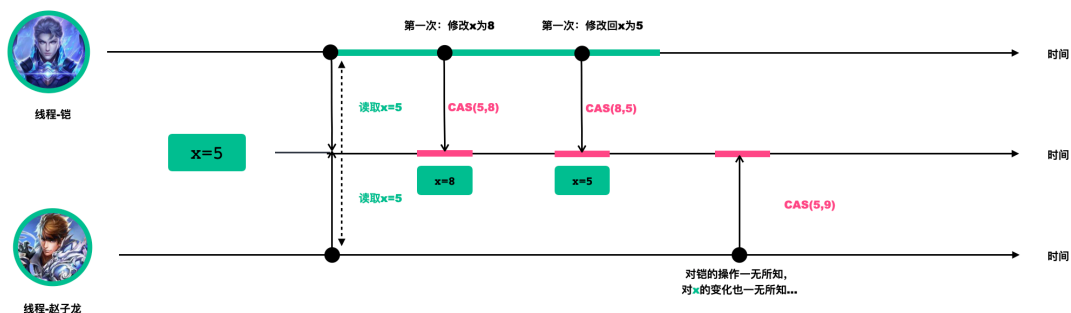 第一次：修改x为8
第一次：修改回x为5
时间
线程-铠
读取x=5
CAS(5,8)
CAS(8,5)
x=5
时间
x=8
x=5
读取x=5
CAS(5,9)
时间
对铠的操作一无所知，
对x的变化也一无所知...
线程-赵子龙